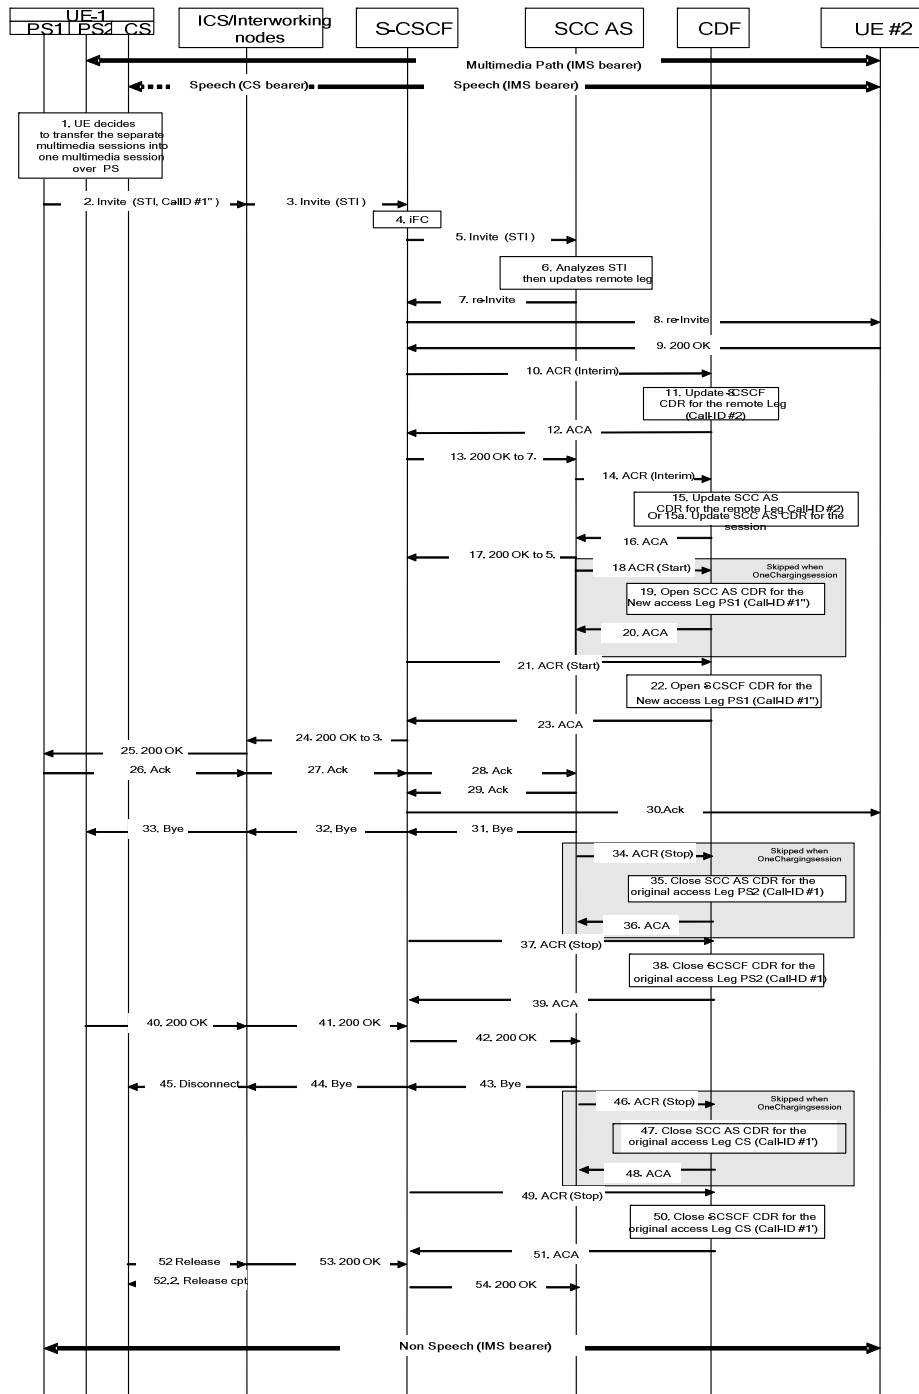 UE-1
PS1 PS2 CS
ICS/Interworking
nodes
S-CSCF
SCC AS
CDF
UE #2
Multimedia Path (IMS bearer)
Speech (CS bearer)
Speech (IMS bearer)
1. UE decides
to transfer the separate
multimedia sessions into
one multimedia session
over PS
2. Invite (STI, CallD #1")
3. Invite (STI)
4. iFC
5. Invite (STI)
6. Analyzes STI
then updates remote leg
7. re-Invite
8. re-Invite
9. 200 OK
10. ACR (Interim)
11. Update S-CSCF
CDR for the remote Leg
(Call-ID #2)
12. ACA
13. 200 OK to 7.
14. ACR (Interim)
15. Update SCC AS
CDR for the remote Leg Call-ID #2)
Or 15a. Update SCC AS CDR for the
session
16. ACA
17. 200 OK to 5.
18 ACR (Start)
Skipped when
OneChargingsession
19. Open SCC AS CDR for the
New access Leg PS1 (Call-ID #1")
20. ACA
21. ACR (Start)
22. Open S-CSCF CDR for the
New access Leg PS1 (Call-ID #1")
23. ACA
24. 200 OK to 3.
25. 200 OK
26. Ack
27. Ack
28. Ack
29. Ack
30.Ack
33. Bye
32. Bye
31. Bye
34. ACR (Stop)
Skipped when
OneChargingsession
35. Close SCC AS CDR for the
original access Leg PS2 (Call-ID #1)
36. ACA
37. ACR (Stop)
38. Close S-CSCF CDR for the
original access Leg PS2 (Call-ID #1)
39. ACA
40. 200 OK
41. 200 OK
42. 200 OK
45. Disconnect
44. Bye
43. Bye
46. ACR (Stop)
Skipped when
OneChargingsession
47. Close SCC AS CDR for the
original access Leg CS (Call-ID #1')
48. ACA
49. ACR (Stop)
50. Close S-CSCF CDR for the
original access Leg CS (Call-ID #1')
51. ACA
52 Release
53. 200 OK
52.2. Release cpt
54. 200 OK
Non Speech (IMS bearer)